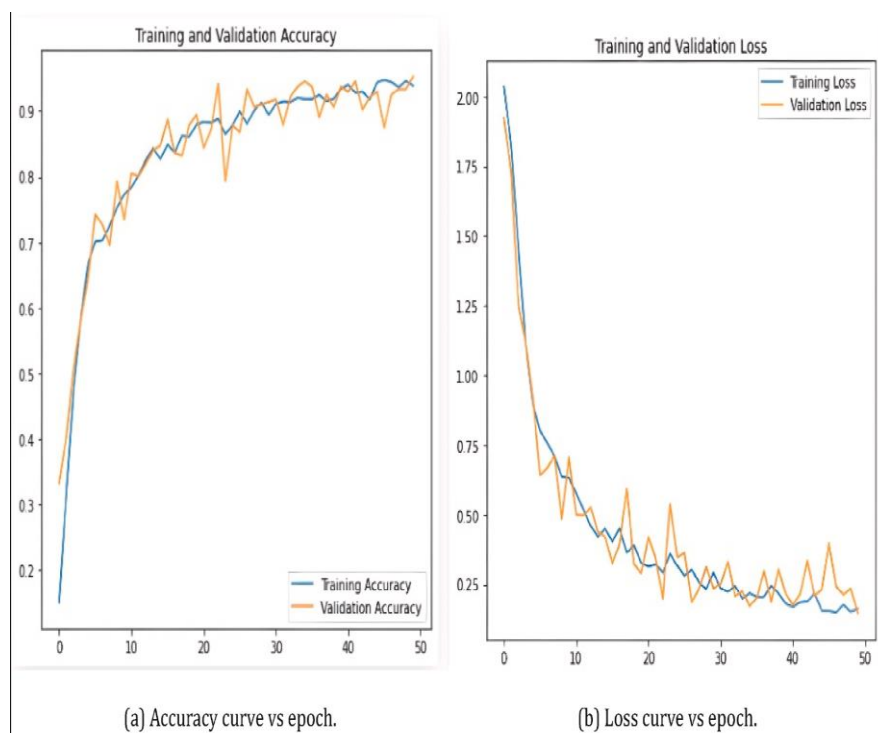 Training and Validation Accuracy
0.9
0.8
0.7
0.6
0.5
0.4
0.3
0.2
Training Accuracy
Validation Accuracy
0 10 20 30 40 50
(a) Accuracy curve vs epoch.
Training and Validation Loss
Training Loss
Validation Loss
2.00
1.75
1.50
1.25
1.00
0.75
0.50
0.25
0 10 20 30 40 50
(b) Loss curve vs epoch.